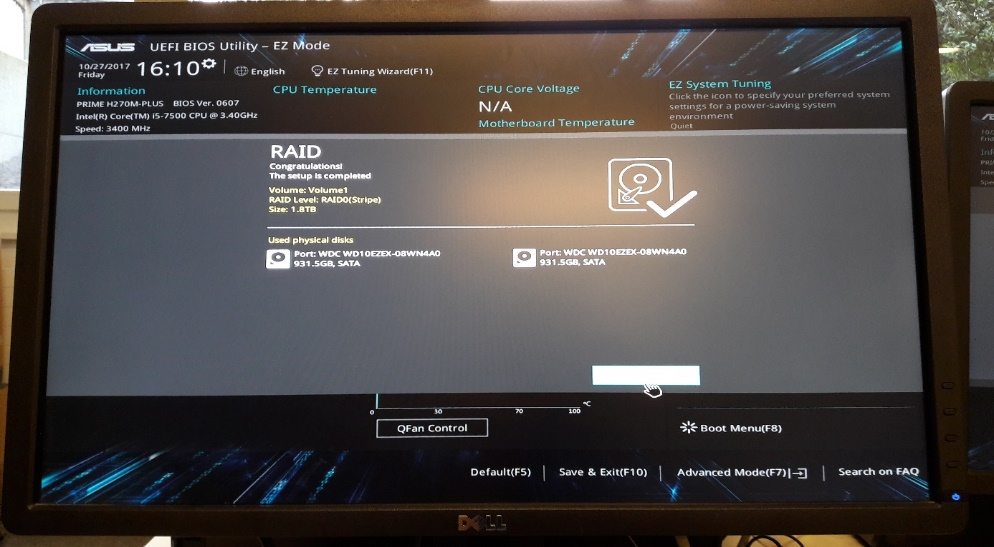 ASUS UEFI BIOS Utility – EZ Mode
10/27/2017
Friday
16:10
English
EZ Tuning Wizard(F11)
Information
PRIME H270M-PLUS BIOS Ver. 0607
Intel(R) Core(TM) i5-7500 CPU @ 3.40GHz
Speed: 3400 MHz
CPU Temperature
CPU Core Voltage
N/A
Motherboard Temperature
EZ System Tuning
Click the icon to specify your preferred system
settings for a power-saving system
environment
Quiet
RAID
Congratulations!
The setup is completed
Volume: Volume1
RAID Level: RAID0(Stripe)
Size: 1.8TB
Used physical disks
Port: WDC WD10EZEX-08WN4A0
931.5GB, SATA
Port: WDC WD10EZEX-08WN4A0
931.5GB, SATA
0 30 70 100 °C
QFan Control
Boot Menu(F8)
Default(F5)
Save & Exit(F10)
Advanced Mode(F7)
Search on FAQ
DELL